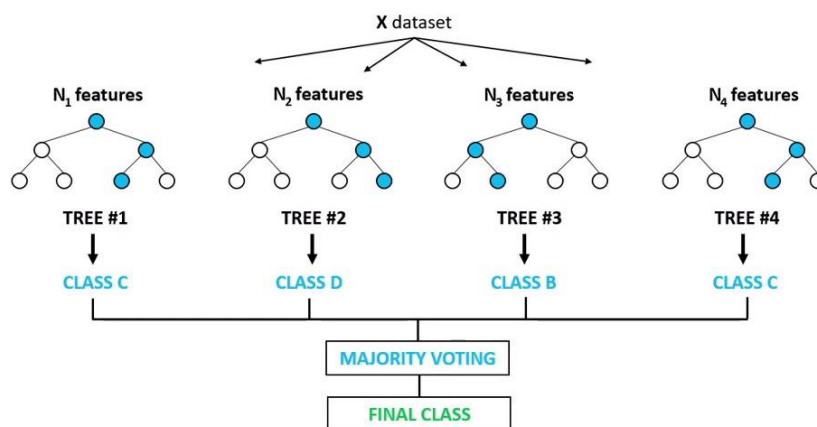 X dataset
N₁ features N₂ features N₃ features N₄ features
TREE #1 TREE #2 TREE #3 TREE #4
CLASS C CLASS D CLASS B CLASS C
MAJORITY VOTING
FINAL CLASS